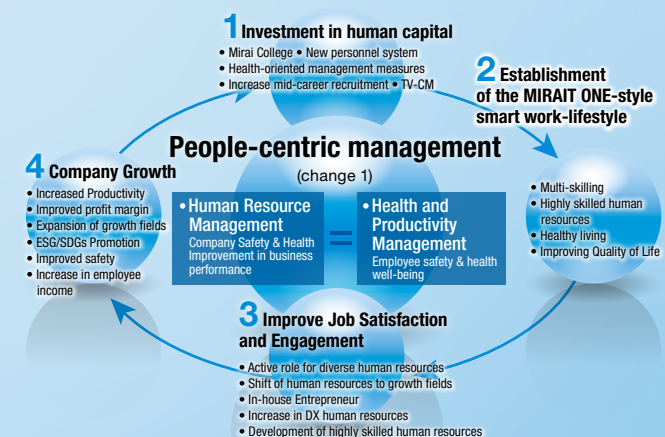 1 Investment in human capital
• Mirai College • New personnel system
• Health-oriented management measures
• Increase mid-career recruitment • TV-CM
2 Establishment
of the MIRAIT ONE-style
smart work-lifestyle
• Multi-skilling
• Highly skilled human
resources
• Healthy living
• Improving Quality of Life
People-centric management
(change 1)
• Human Resource
Management
Company Safety & Health
Improvement in business
performance
=
• Health and
Productivity
Management
Employee safety & health
well-being
4 Company Growth
• Increased Productivity
• Improved profit margin
• Expansion of growth fields
• ESG/SDGs Promotion
• Improved safety
• Increase in employee
income
3 Improve Job Satisfaction
and Engagement
• Active role for diverse human resources
• Shift of human resources to growth fields
• In-house Entrepreneur
• Increase in DX human resources
• Development of highly skilled human resources